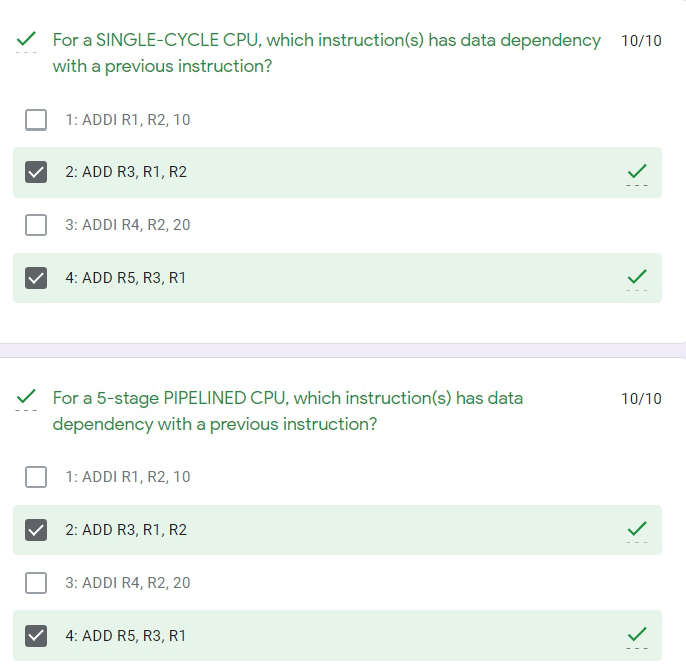 For a SINGLE-CYCLE CPU, which instruction(s) has data dependency 10/10
with a previous instruction?
1: ADDI R1, R2, 10
2: ADD R3, R1, R2
3: ADDI R4, R2, 20
4: ADD R5, R3, R1
For a 5-stage PIPELINED CPU, which instruction(s) has data 10/10
dependency with a previous instruction?
1: ADDI R1, R2, 10
2: ADD R3, R1, R2
3: ADDI R4, R2, 20
4: ADD R5, R3, R1